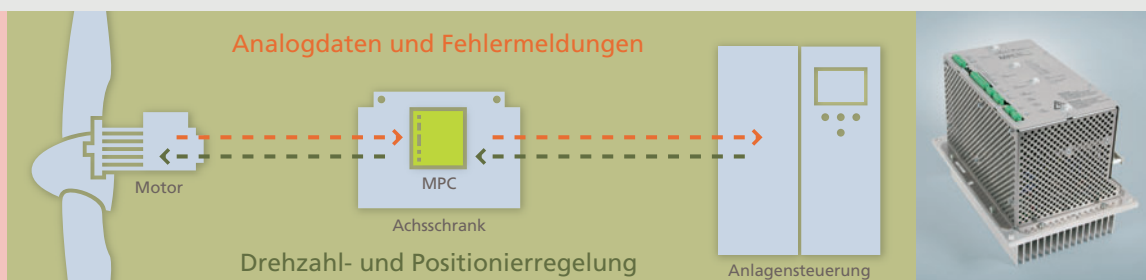 Analogdaten und Fehlermeldungen
Motor
MPC
Achsschrank
Drehzahl- und Positionierregelung
Anlagensteuerung